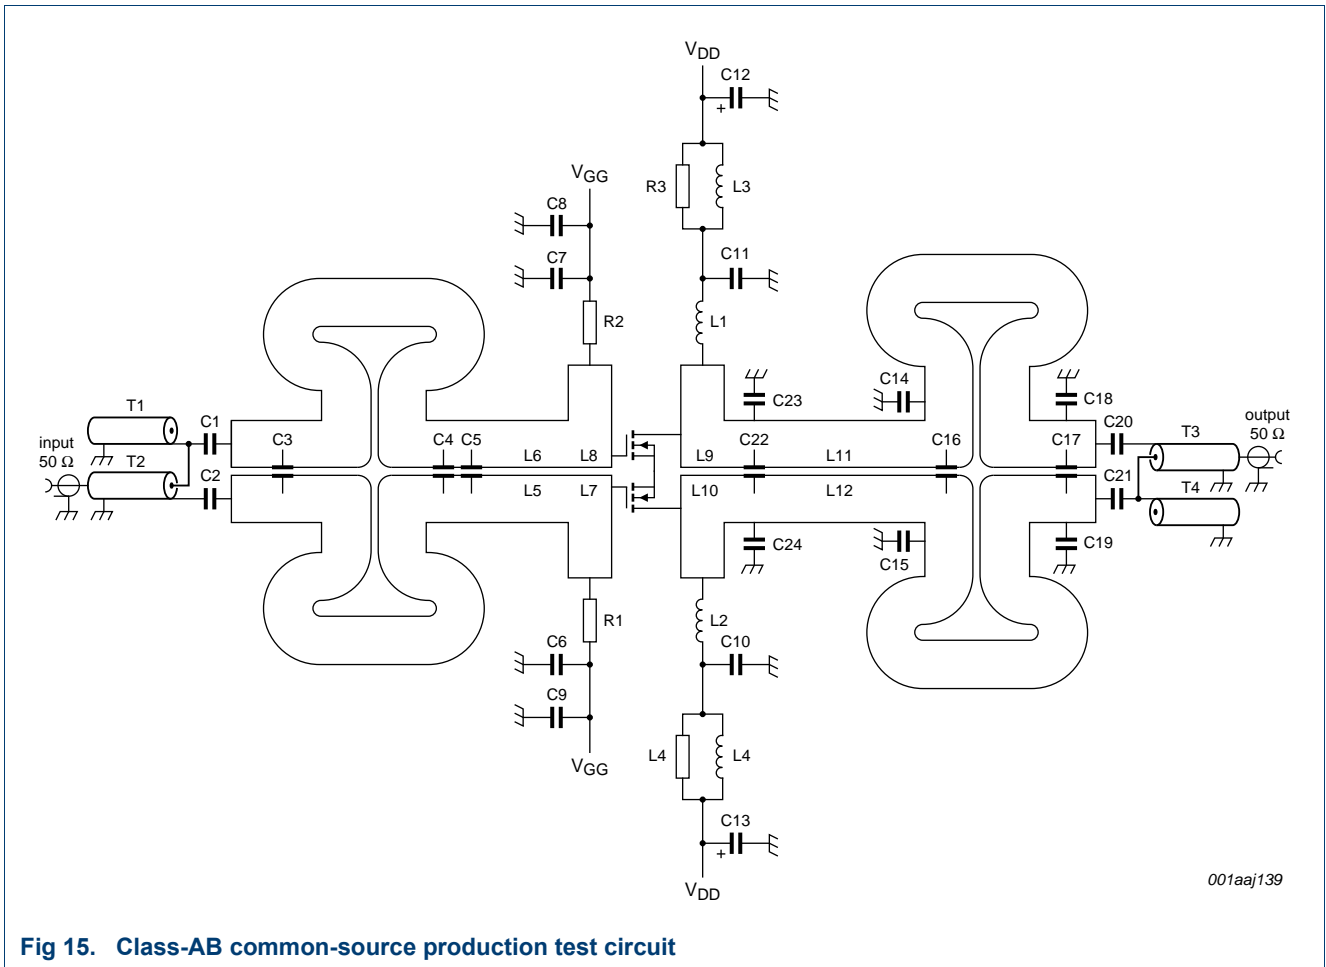 VDD
C12
+
R3
L3
VGG
C8
C7
C11
R2
L1
C14
C23
C18
T1
C1
C20
T3
output
50 Ω
input
50 Ω
C3
C4
C5
L6
L8
L9
C22
L11
C16
C17
T2
C2
L5
L7
L10
L12
C21
T4
C24
C15
C19
R1
L2
C6
C10
C9
VGG
L4
L4
C13
+
VDD
001aaj139
Fig 15. Class-AB common-source production test circuit